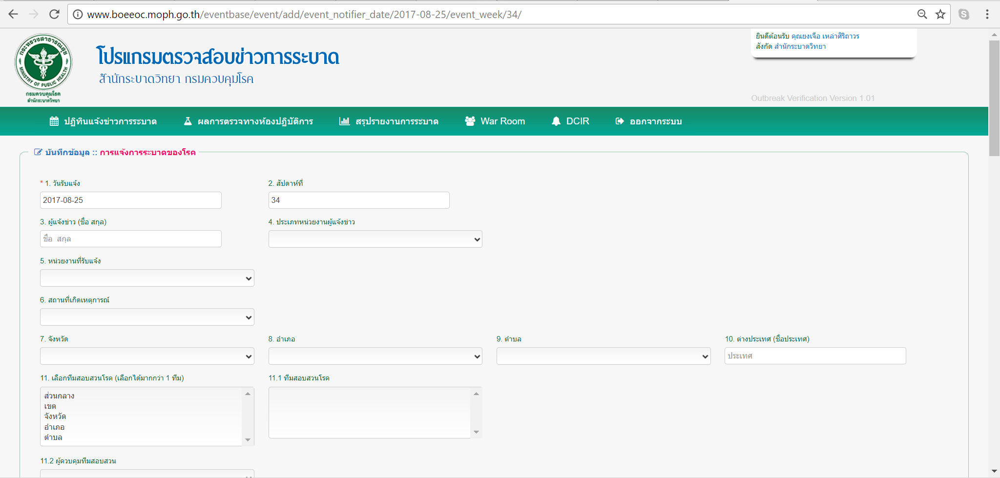 www.boeeoc.moph.go.th/eventbase/event/add/event_notifier_date/2017-08-25/event_week/34/
ยินดีต้อนรับ คุณยงเจือ เหล่าศิริถาวร
สังกัด สำนักระบาดวิทยา
กระทรวงสาธารณสุข
MINISTRY OF PUBLIC HEALTH
กรมควบคุมโรค
สำนักระบาดวิทยา
โปรแกรมตรวจสอบข่าวการระบาด
สำนักระบาดวิทยา กรมควบคุมโรค
Outbreak Verification Version 1.01
ปฏิทินแจ้งข่าวการระบาด ผลการตรวจทางห้องปฏิบัติการ สรุปรายงานการระบาด War Room DCIR ออกจากระบบ
บันทึกข้อมูล :: การแจ้งการระบาดของโรค
* 1. วันรับแจ้ง 2. สัปดาห์ที่
2017-08-25 34
3. ผู้แจ้งข่าว (ชื่อ สกุล) 4. ประเภทหน่วยงานผู้แจ้งข่าว
ชื่อ สกุล
5. หน่วยงานที่รับแจ้ง
6. สถานที่เกิดเหตุการณ์
7. จังหวัด 8. อำเภอ 9. ตำบล 10. ต่างประเทศ (ชื่อประเทศ)
ประเทศ
11. เลือกทีมสอบสวนโรค (เลือกได้มากกว่า 1 ทีม) 11.1 ทีมสอบสวนโรค
ส่วนกลาง
เขต
จังหวัด
อำเภอ
ตำบล
11.2 ผู้ควบคุมทีมสอบสวน